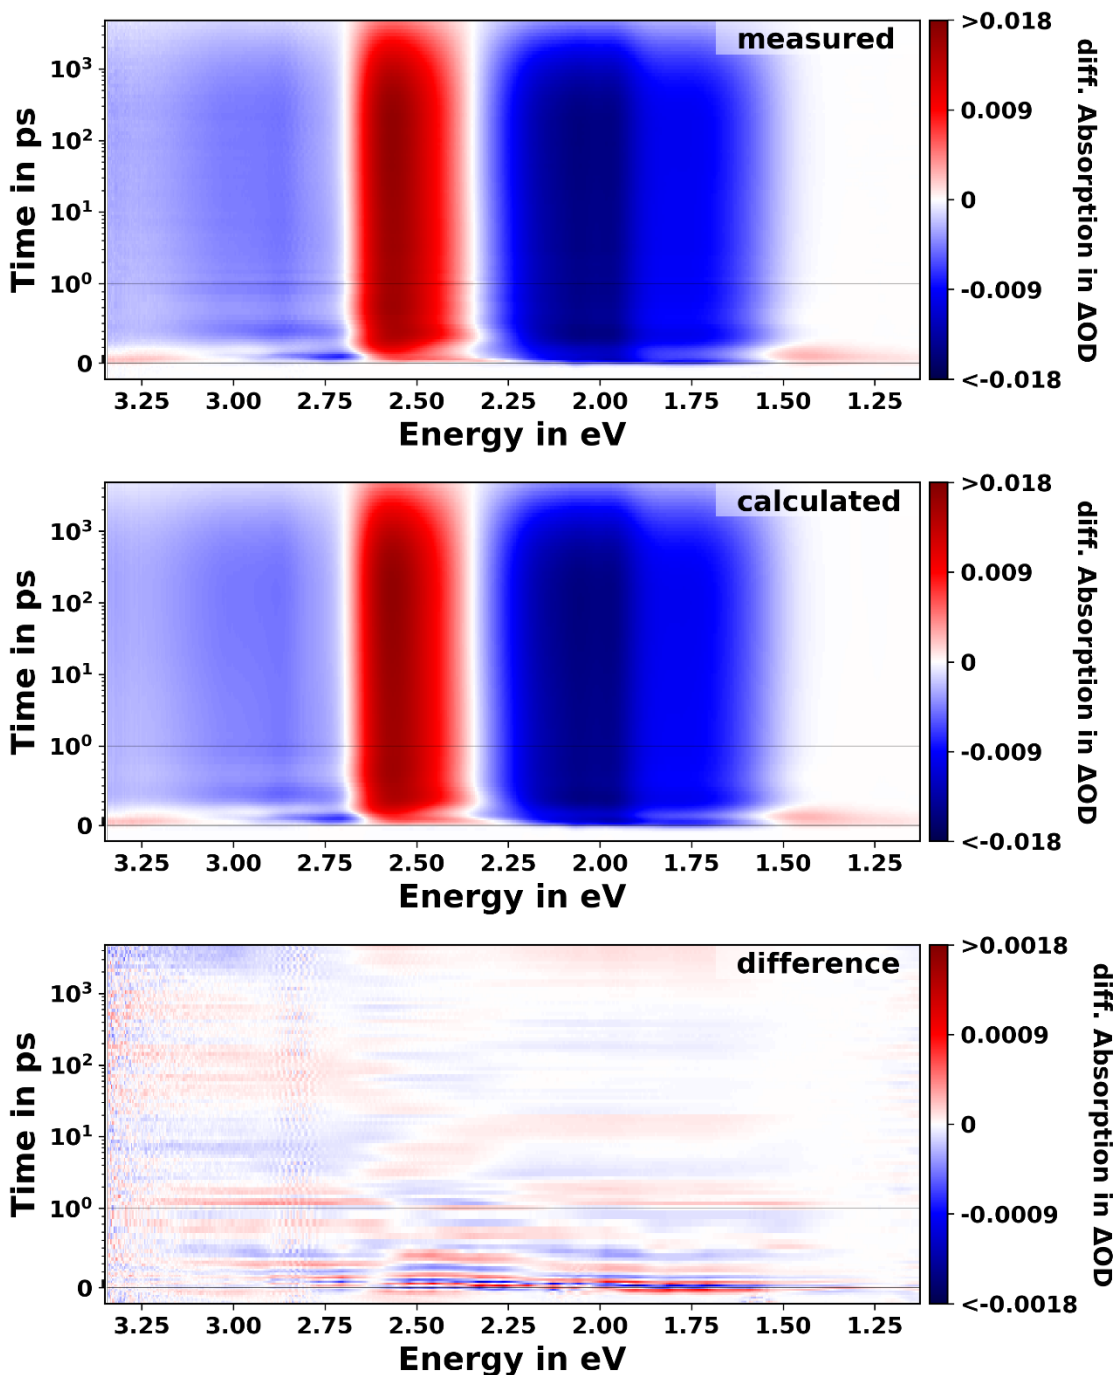 measured
>0.018
0.009
0
-0.009
<-0.018
diff. Absorption in ΔOD
Time in ps
10³
10²
10¹
10⁰
0
3.25 3.00 2.75 2.50 2.25 2.00 1.75 1.50 1.25
Energy in eV
calculated
>0.018
0.009
0
-0.009
<-0.018
diff. Absorption in ΔOD
Time in ps
10³
10²
10¹
10⁰
0
3.25 3.00 2.75 2.50 2.25 2.00 1.75 1.50 1.25
Energy in eV
difference
>0.0018
0.0009
0
-0.0009
<-0.0018
diff. Absorption in ΔOD
Time in ps
10³
10²
10¹
10⁰
0
3.25 3.00 2.75 2.50 2.25 2.00 1.75 1.50 1.25
Energy in eV